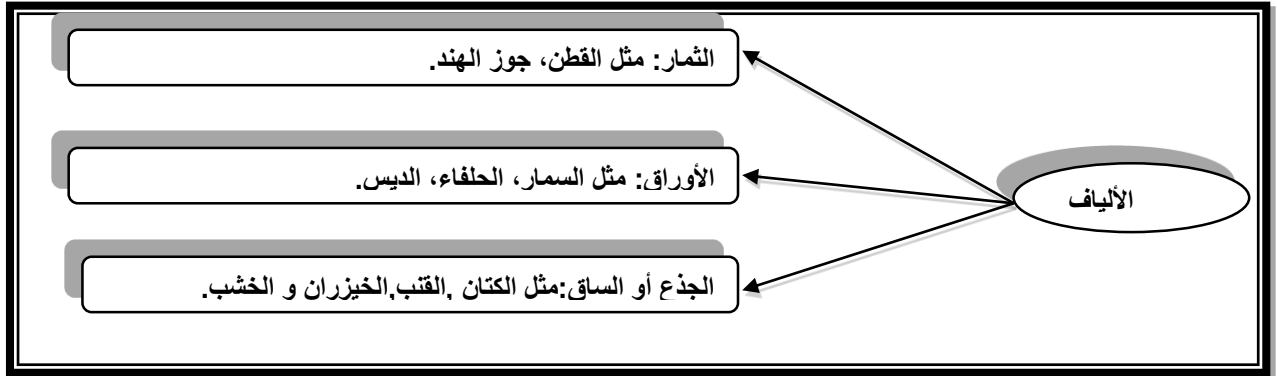 الألياف
الثمار: مثل القطن، جوز الهند.
الأوراق: مثل السمار، الحلفاء، الديس.
الجذع أو الساق:مثل الكتان ,القنب,الخيزران و الخشب.